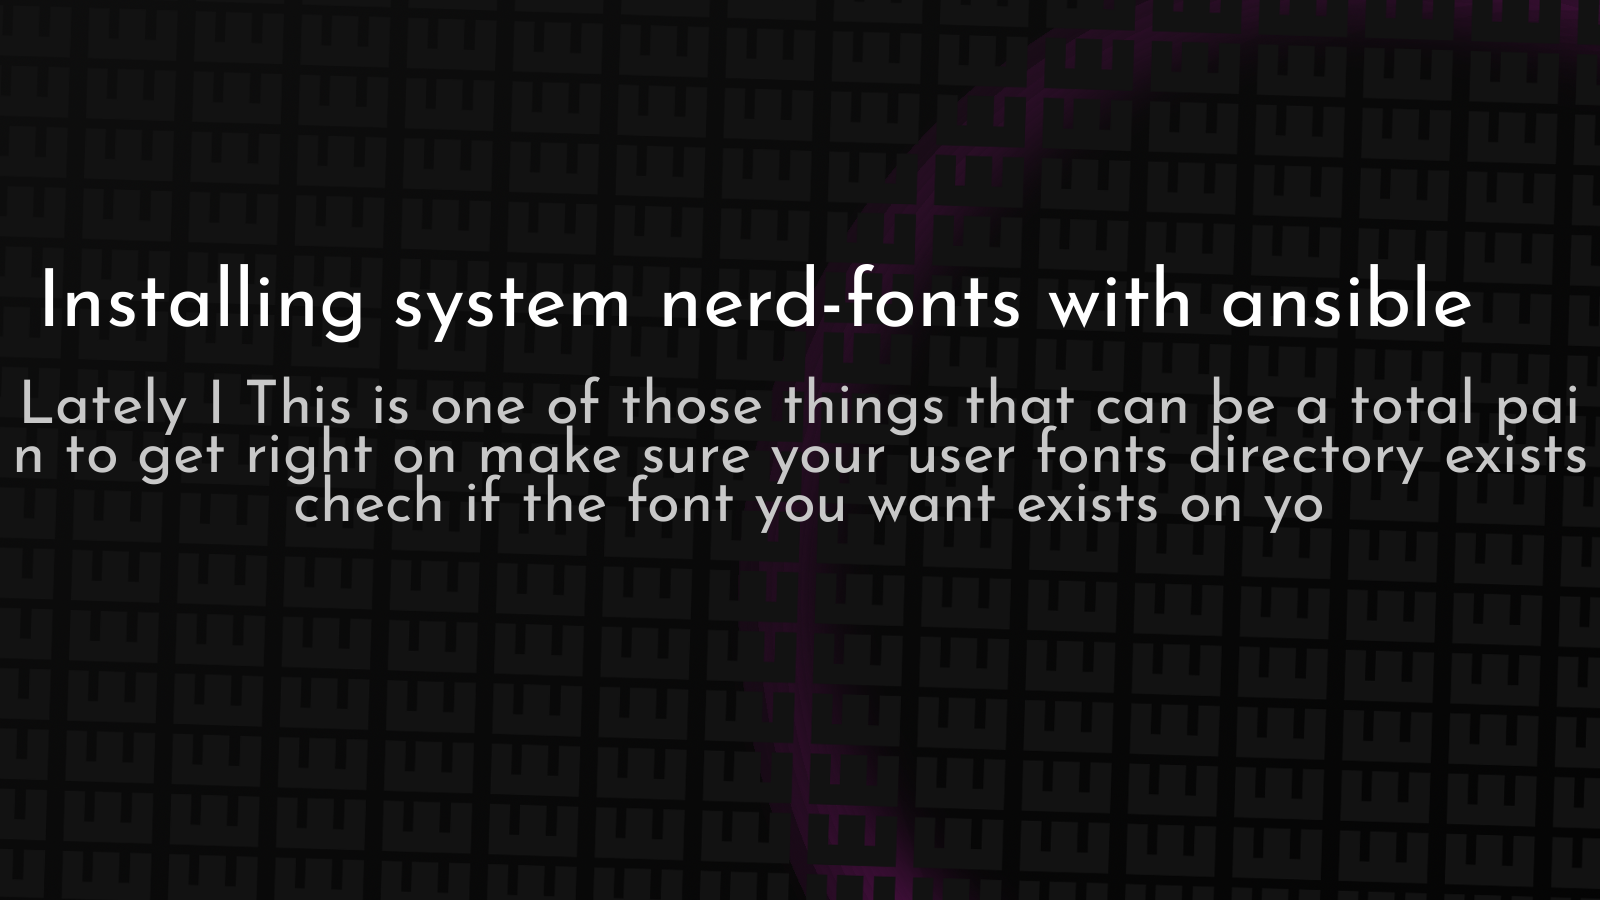 Installing system nerd-fonts with ansible
Lately I This is one of those things that can be a total pai
n to get right on make sure your user fonts directory exists
chech if the font you want exists on yo